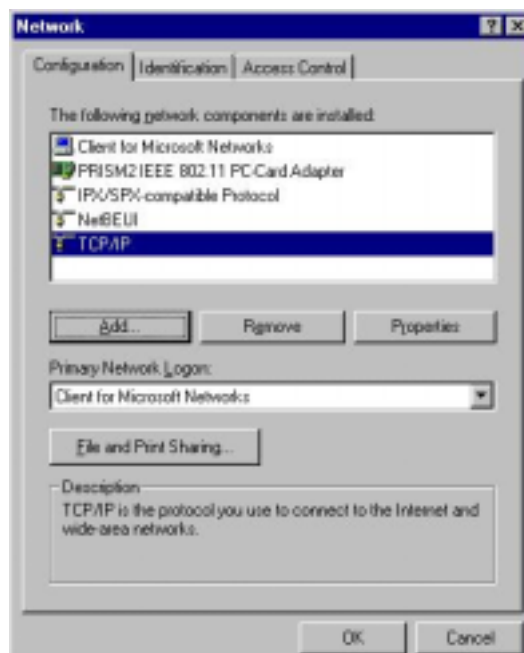 Network
Configuration Identification Access Control
The following network components are installed:
Client for Microsoft Networks
PRISM2 IEEE 802.11 PC-Card Adapter
IPX/SPX-compatible Protocol
NetBEUI
TCP/IP
Add... Remove Properties
Primary Network Logon:
Client for Microsoft Networks
File and Print Sharing...
Description
TCP/IP is the protocol you use to connect to the Internet and
wide-area networks.
OK Cancel